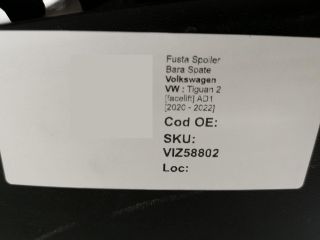 Fusta Spoiler
Bara Spate
Volkswagen
VW : Tiguan 2
[facelift] AD1
[2020 - 2022]
Cod OE:
SKU:
VIZ58802
Loc: